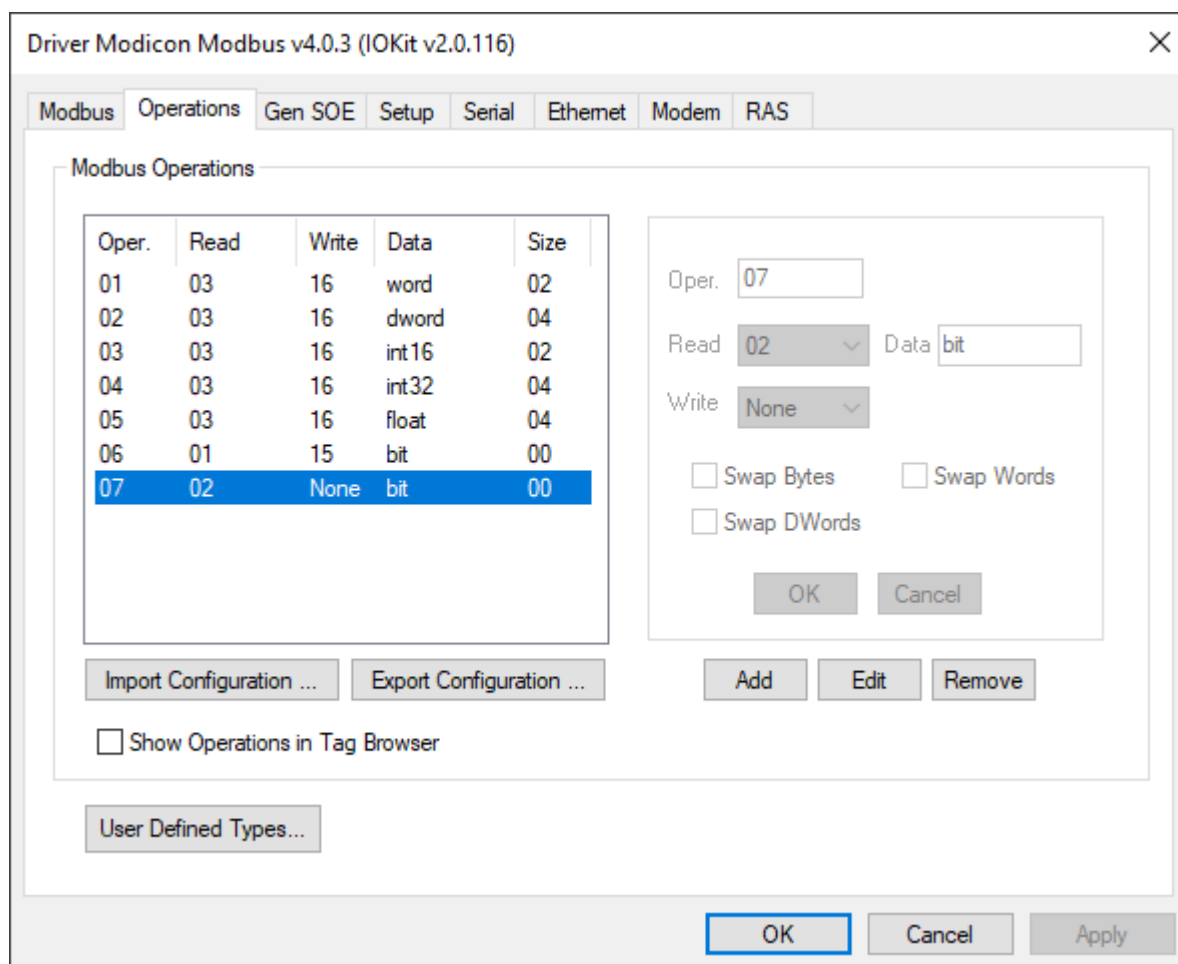 Driver Modicon Modbus v4.0.3 (IOKit v2.0.116)
Modbus Operations Gen SOE Setup Serial Ethernet Modem RAS
Modbus Operations
Oper. Read Write Data Size
01 03 16 word 02
02 03 16 dword 04
03 03 16 int16 02
04 03 16 int32 04
05 03 16 float 04
06 01 15 bit 00
07 02 None bit 00
Oper. 07
Read 02 Data bit
Write None
Swap Bytes Swap Words
Swap DWords
OK Cancel
Import Configuration ... Export Configuration ... Add Edit Remove
Show Operations in Tag Browser
User Defined Types...
OK Cancel Apply